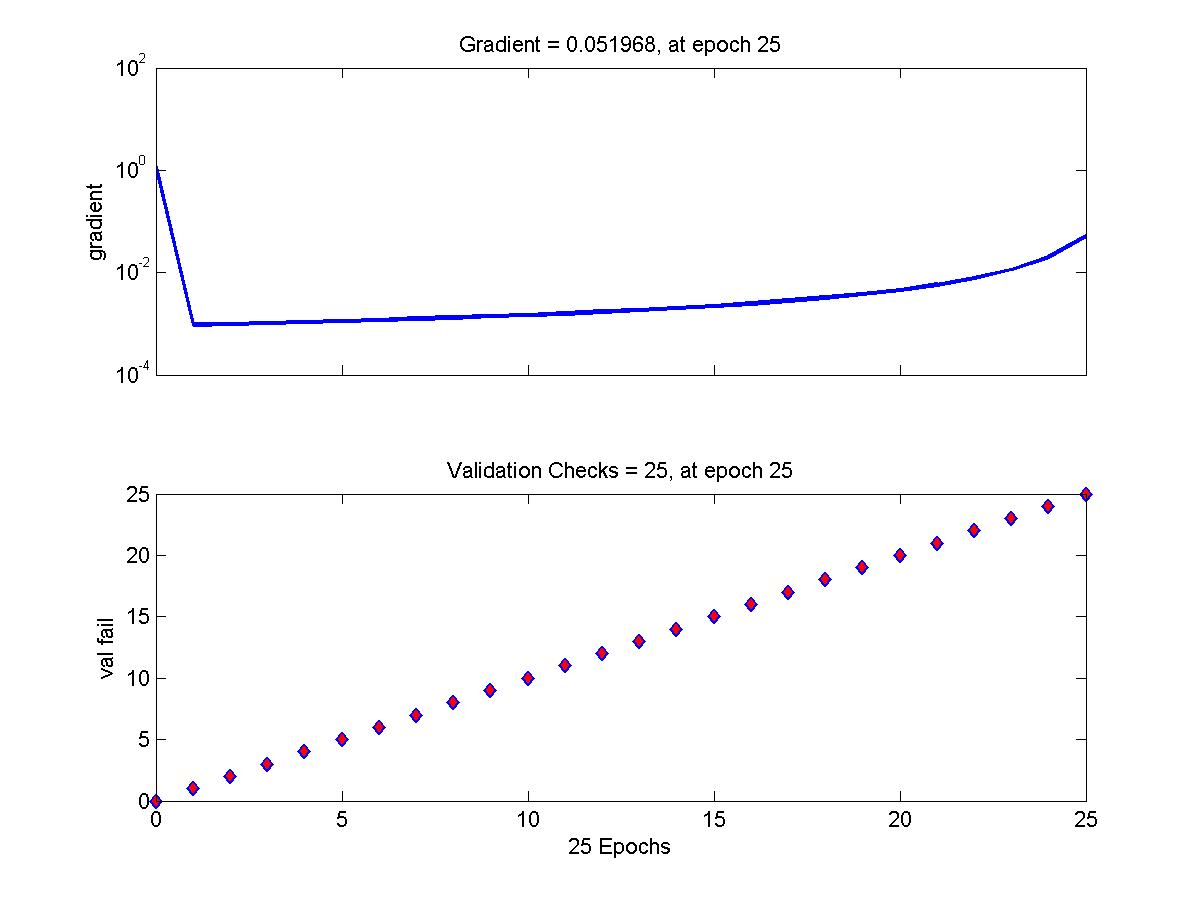 Gradient = 0.051968, at epoch 25
10^2
10^0
10^-2
10^-4
gradient
Validation Checks = 25, at epoch 25
25
20
15
10
5
0
val fail
0 5 10 15 20 25
25 Epochs